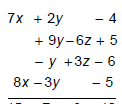 7x + 2y - 4
+ 9y - 6z + 5
- y + 3z - 6
8x - 3y - 5